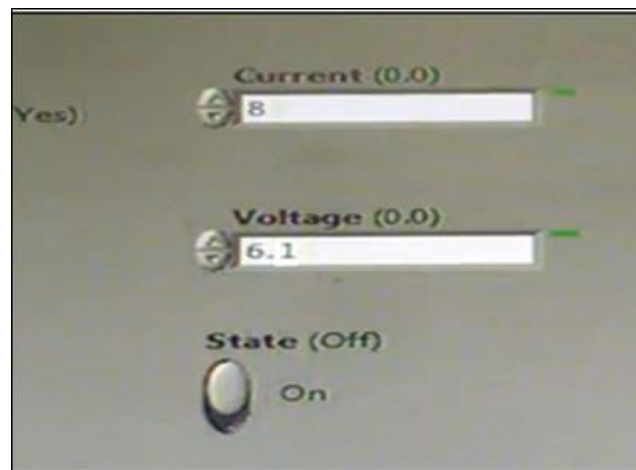 Current (0.0)
Yes)
8
Voltage (0.0)
6.1
State (Off)
On